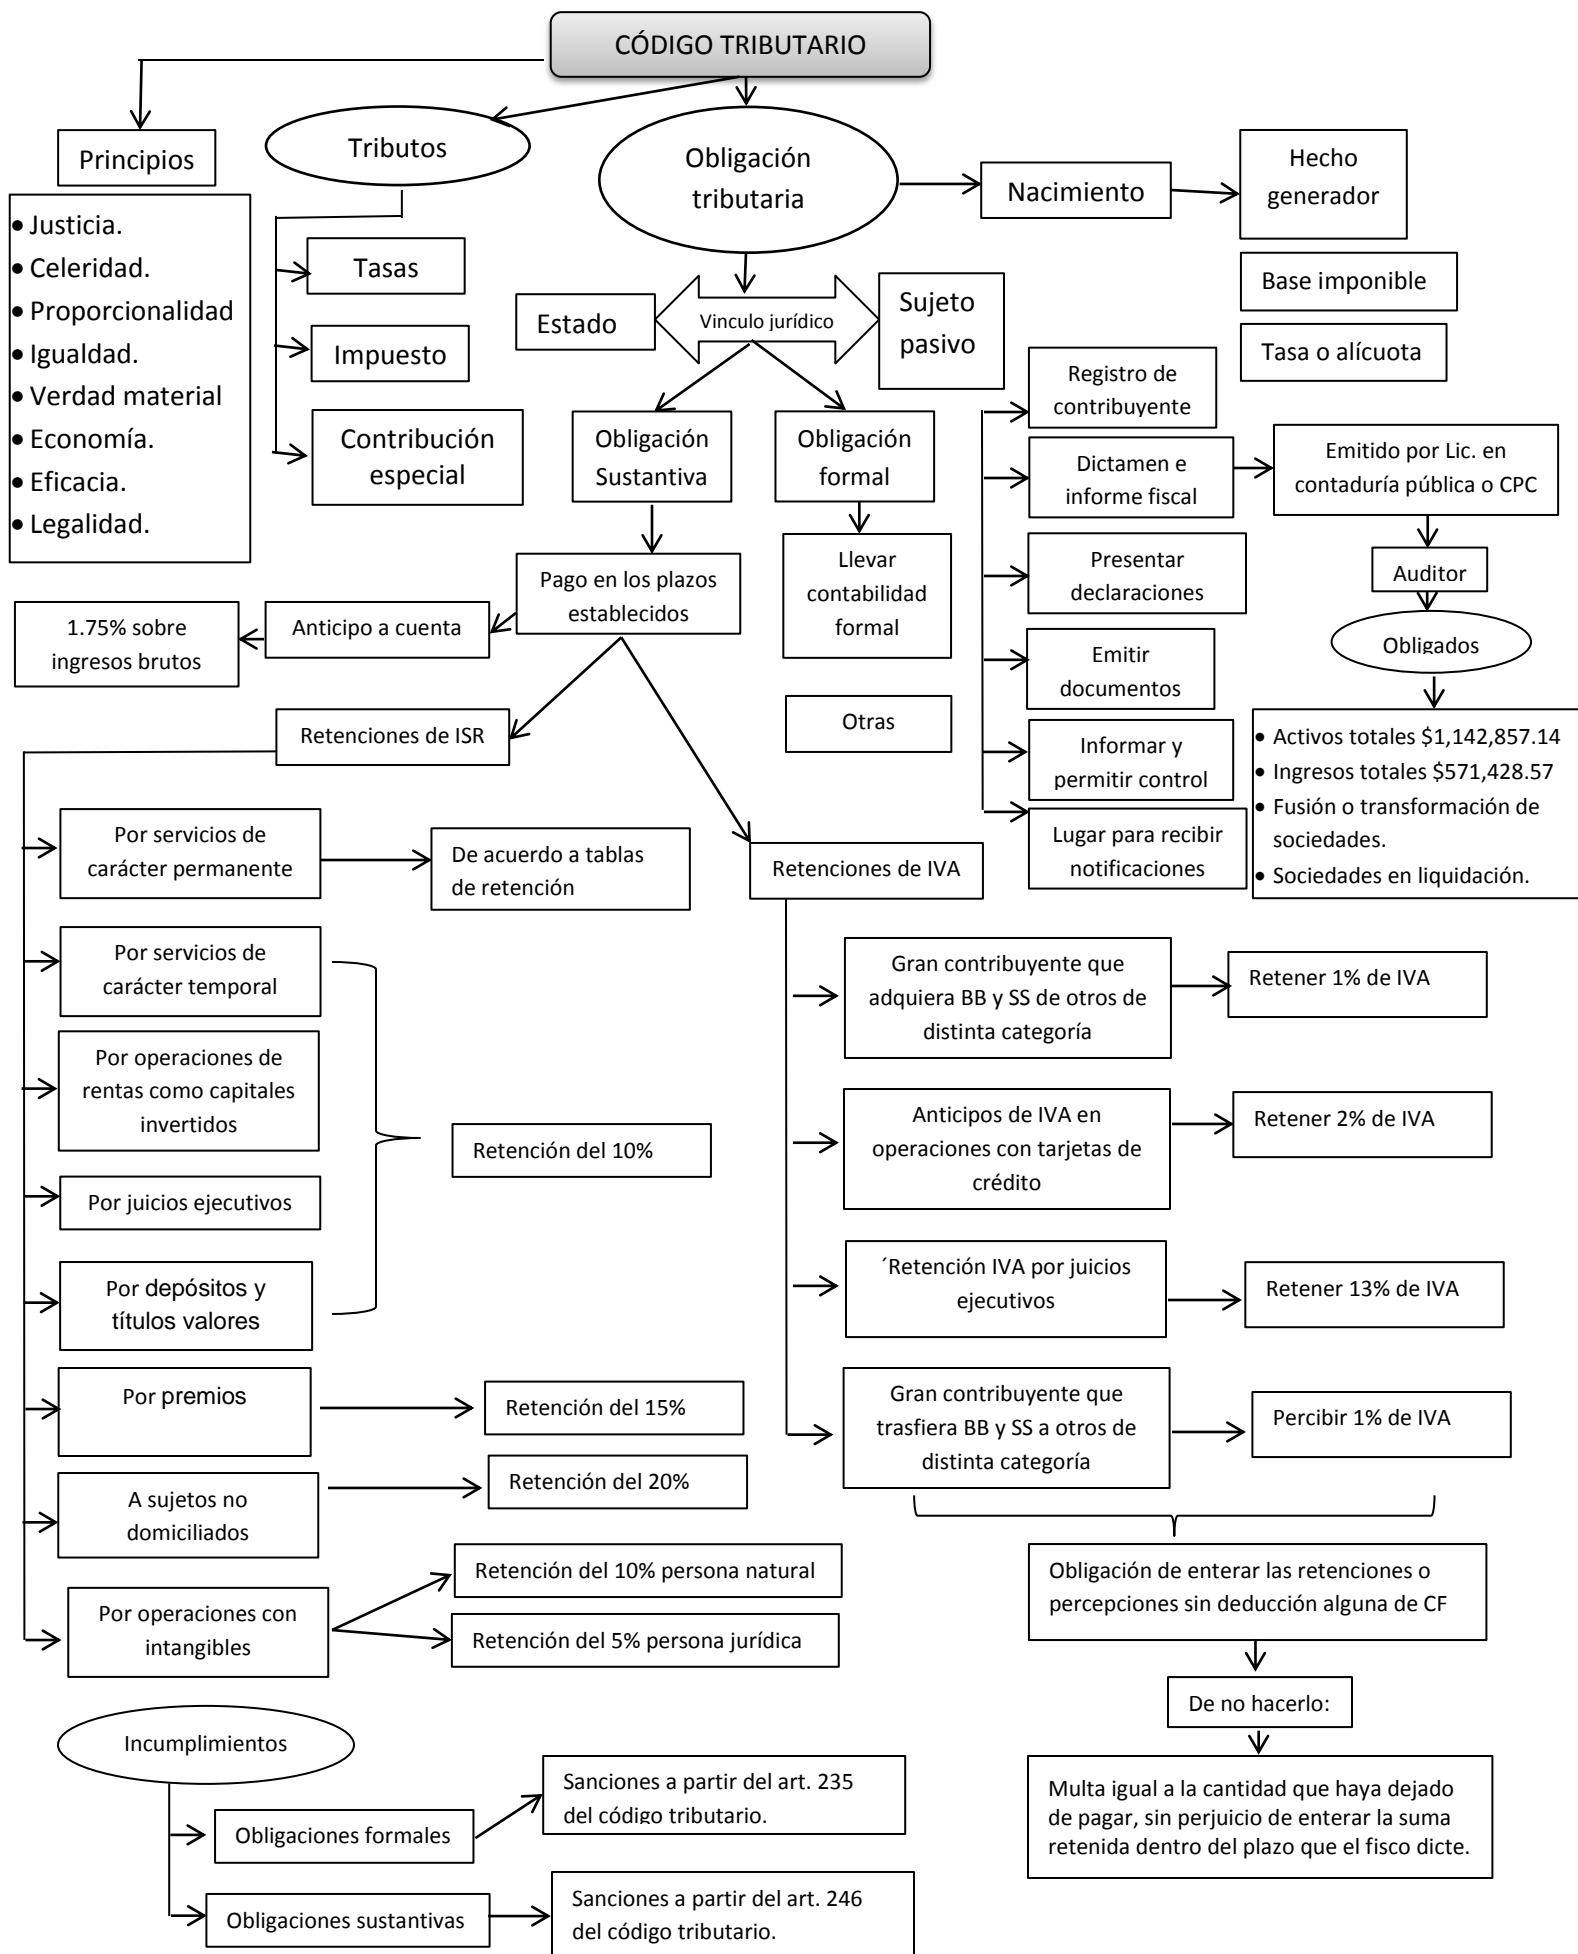 CÓDIGO TRIBUTARIO
Principios
• Justicia.
• Celeridad.
• Proporcionalidad
• Igualdad.
• Verdad material
• Economía.
• Eficacia.
• Legalidad.
Tributos
Tasas
Impuesto
Contribución
especial
Obligación
tributaria
Nacimiento
Hecho
generador
Base imponible
Tasa o alícuota
Estado
Vinculo jurídico
Sujeto
pasivo
Obligación
Sustantiva
Obligación
formal
Llevar
contabilidad
formal
Otras
Registro de
contribuyente
Dictamen e
informe fiscal
Presentar
declaraciones
Emitir
documentos
Informar y
permitir control
Lugar para recibir
notificaciones
Emitido por Lic. en
contaduría pública o CPC
Auditor
Obligados
• Activos totales $1,142,857.14
• Ingresos totales $571,428.57
• Fusión o transformación de
sociedades.
• Sociedades en liquidación.
Pago en los plazos
establecidos
Anticipo a cuenta
1.75% sobre
ingresos brutos
Retenciones de ISR
Por servicios de
carácter permanente
De acuerdo a tablas
de retención
Por servicios de
carácter temporal
Por operaciones de
rentas como capitales
invertidos
Por juicios ejecutivos
Por depósitos y
títulos valores
Retención del 10%
Por premios
Retención del 15%
A sujetos no
domiciliados
Retención del 20%
Por operaciones con
intangibles
Retención del 10% persona natural
Retención del 5% persona jurídica
Retenciones de IVA
Gran contribuyente que
adquiera BB y SS de otros de
distinta categoría
Retener 1% de IVA
Anticipos de IVA en
operaciones con tarjetas de
crédito
Retener 2% de IVA
´Retención IVA por juicios
ejecutivos
Retener 13% de IVA
Gran contribuyente que
trasfiera BB y SS a otros de
distinta categoría
Percibir 1% de IVA
Obligación de enterar las retenciones o
percepciones sin deducción alguna de CF
De no hacerlo:
Multa igual a la cantidad que haya dejado
de pagar, sin perjuicio de enterar la suma
retenida dentro del plazo que el fisco dicte.
Incumplimientos
Obligaciones formales
Sanciones a partir del art. 235
del código tributario.
Obligaciones sustantivas
Sanciones a partir del art. 246
del código tributario.